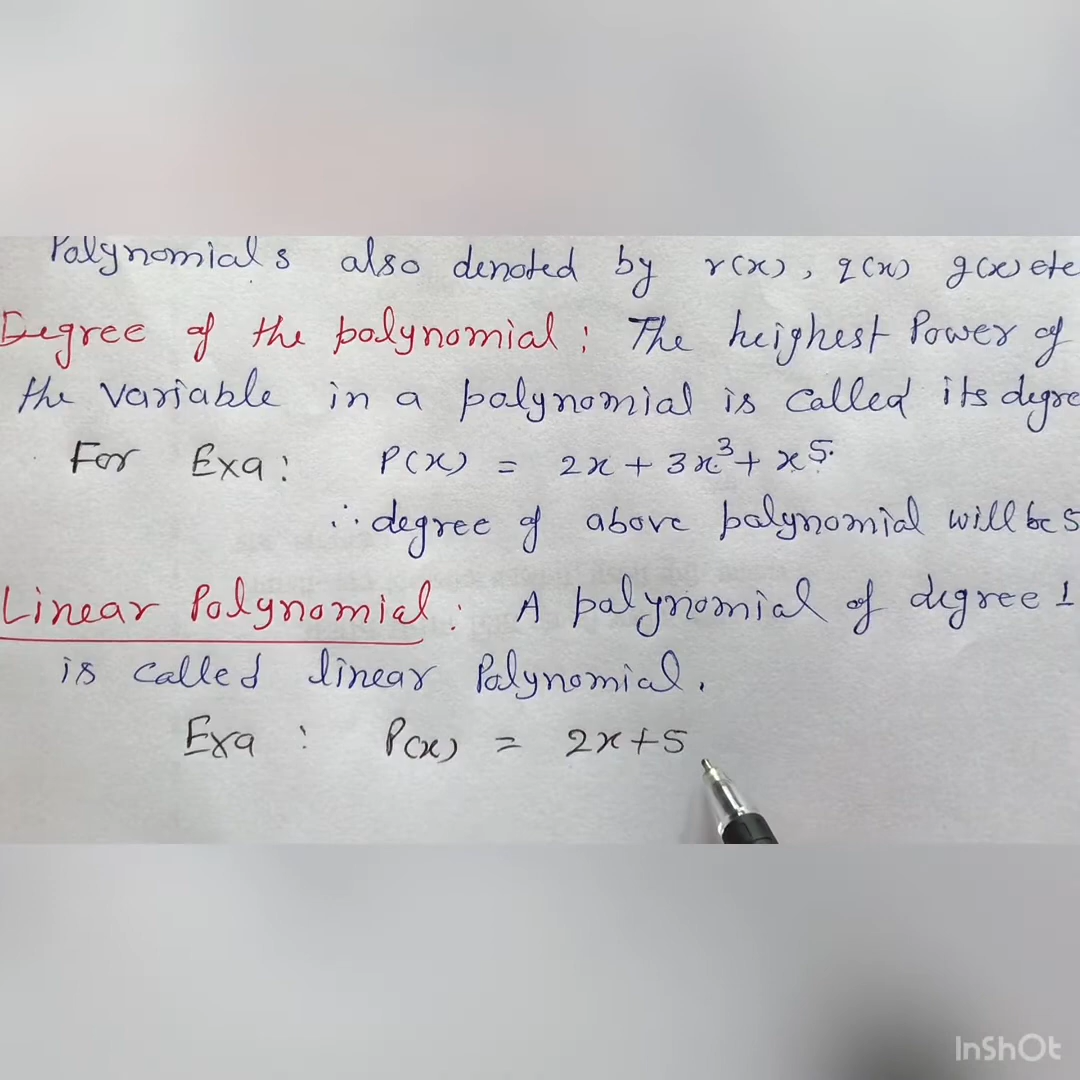 Polynomials also denoted by r(x), q(x) g(x) etc
Degree of the polynomial: The heighest Power of
the variable in a polynomial is called its degre
For Exa: P(x) = 2x + 3x³ + x⁵
∴ degree of above polynomial will be 5
Linear Polynomial: A polynomial of degree 1
is called linear Polynomial.
Exa : P(x) = 2x+5
InShOt